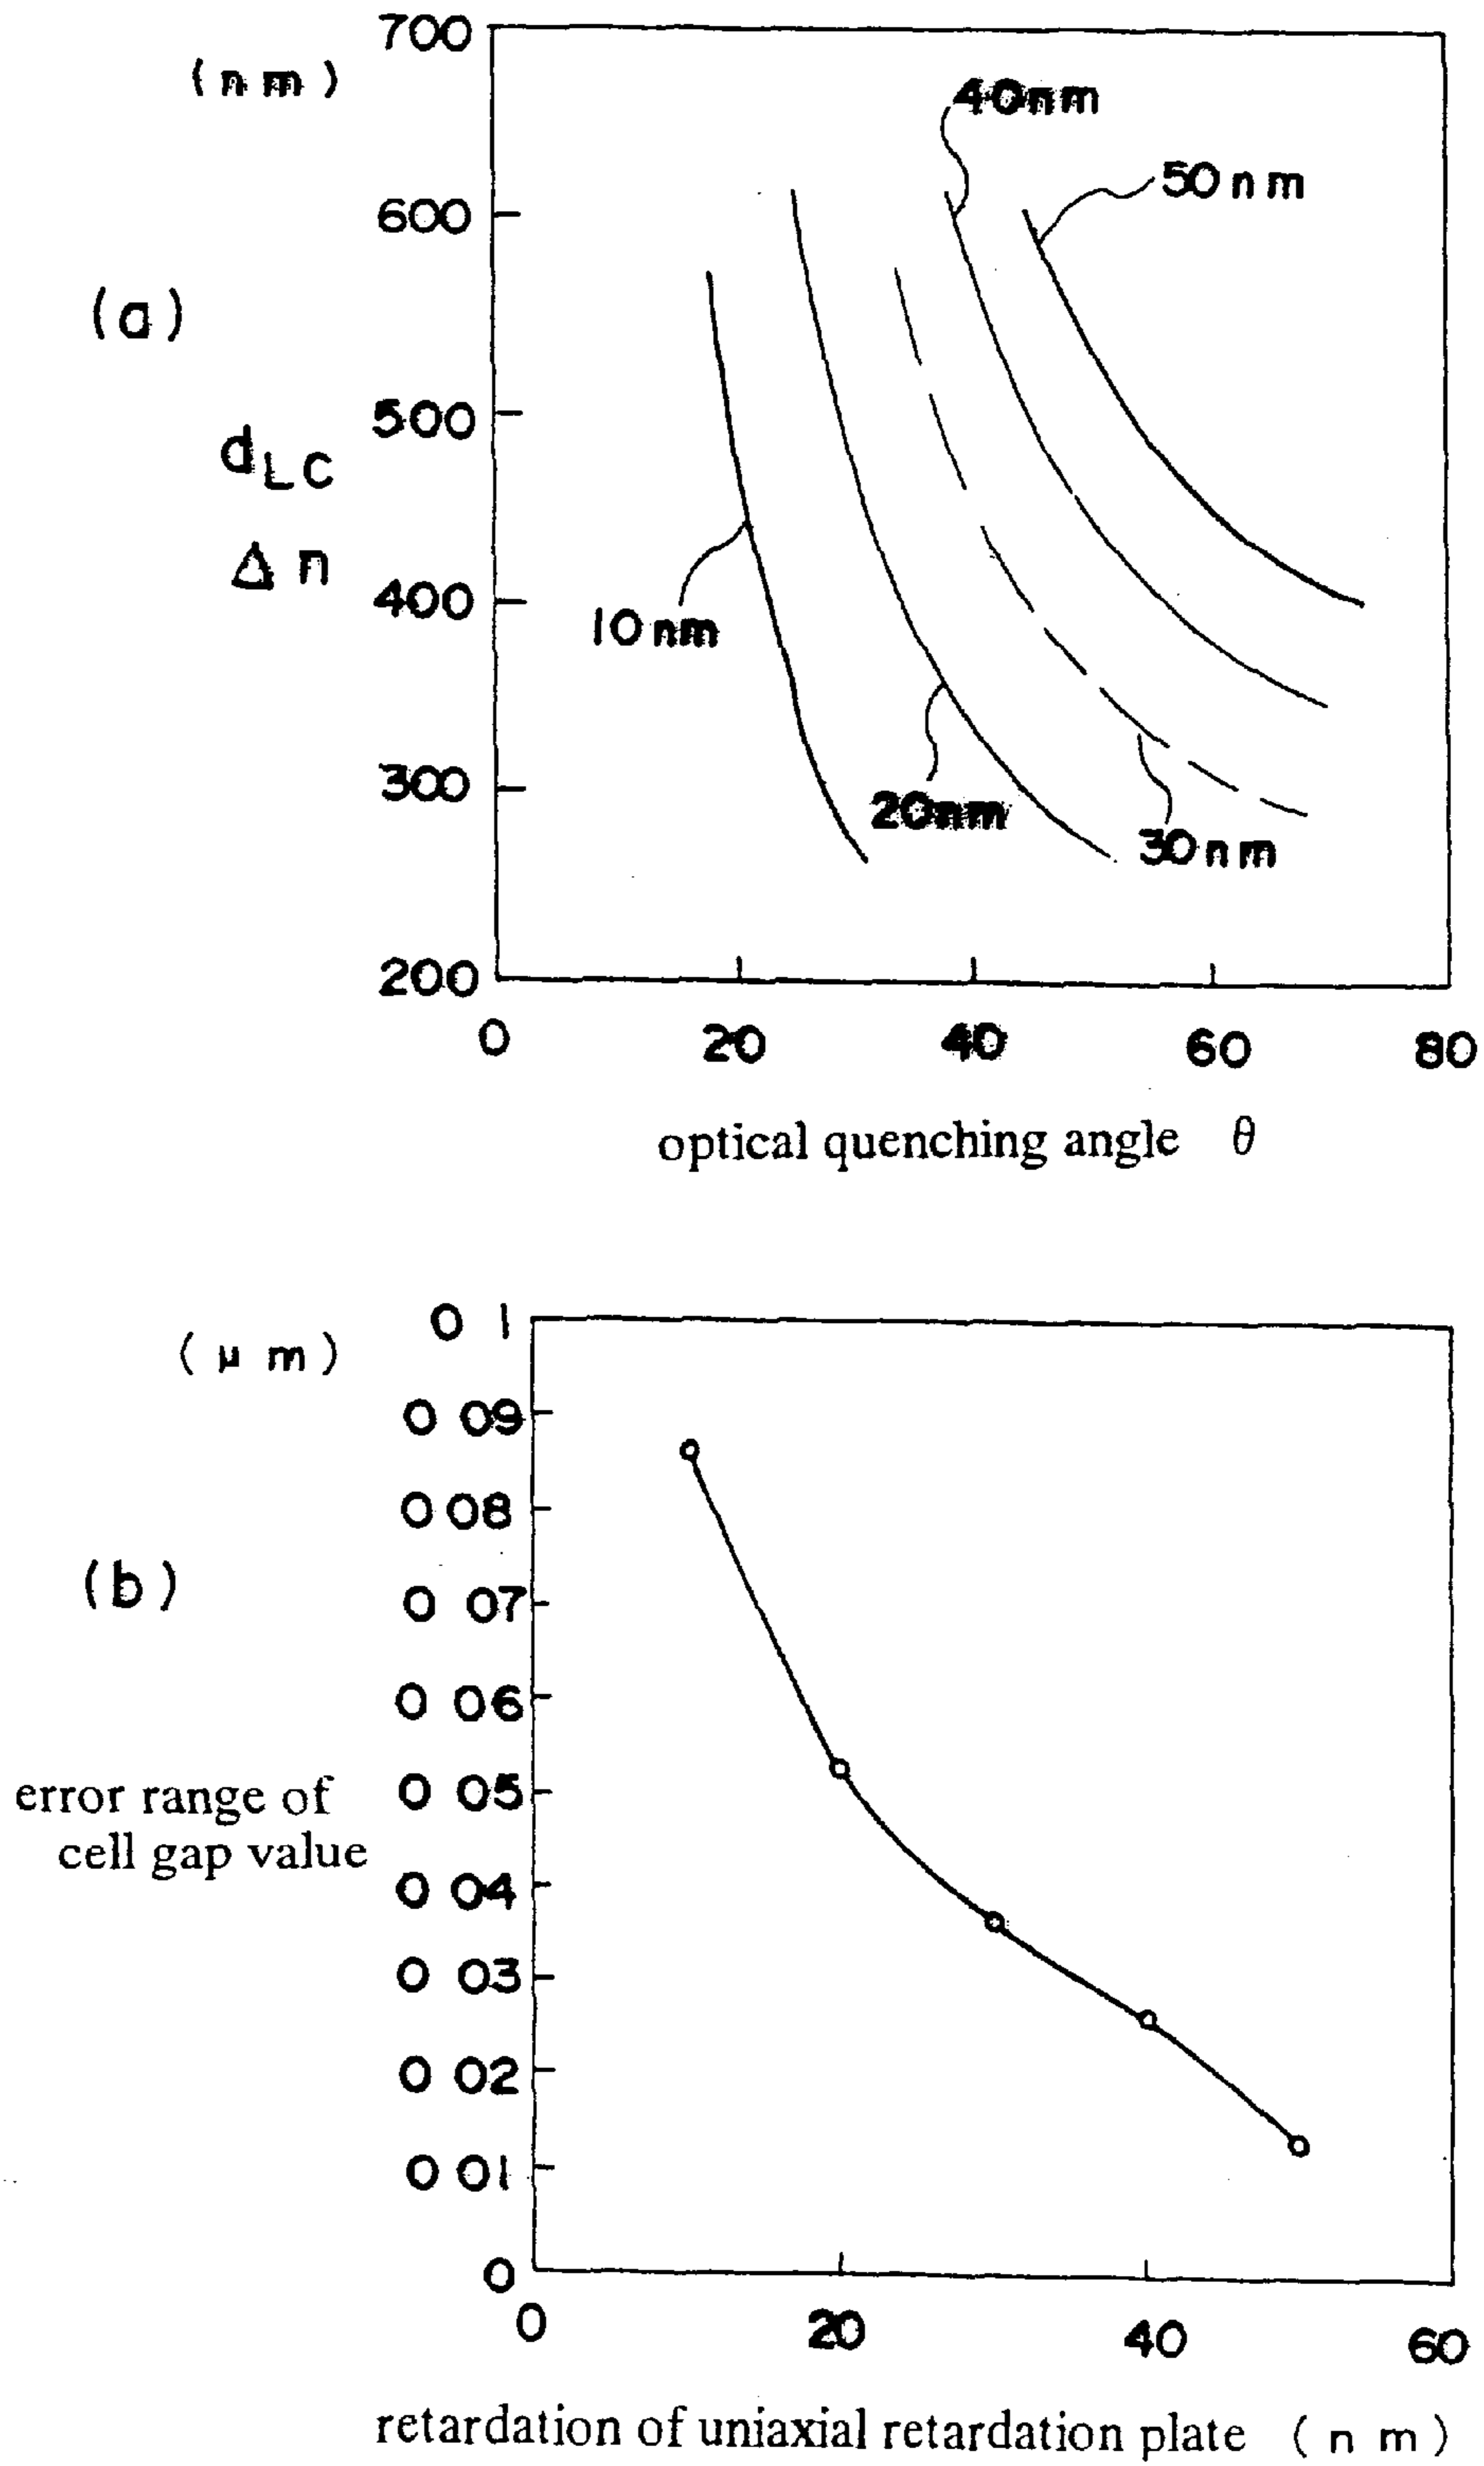 700
(nm)
40nm
50nm
600
(a)
500
dLC
Δn
400
10nm
300
20nm
30nm
200
0 20 40 60 80
optical quenching angle θ
0 1
(μm)
0 09
0 08
(b)
0 07
0 06
error range of
0 05
cell gap value
0 04
0 03
0 02
0 01
0
0 20 40 60
retardation of uniaxial retardation plate (nm)